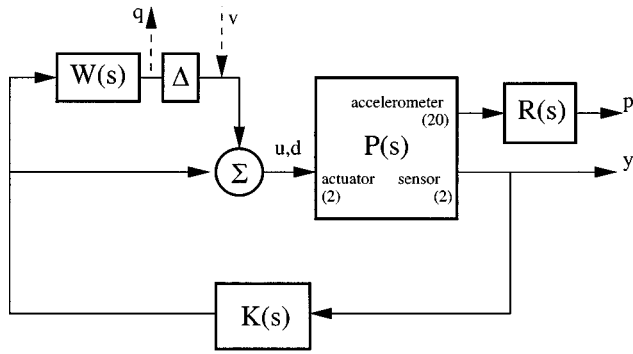 q
v
W(s)
Δ
accelerometer
(20)
R(s)
p
P(s)
u,d
Σ
actuator
(2)
sensor
(2)
y
K(s)